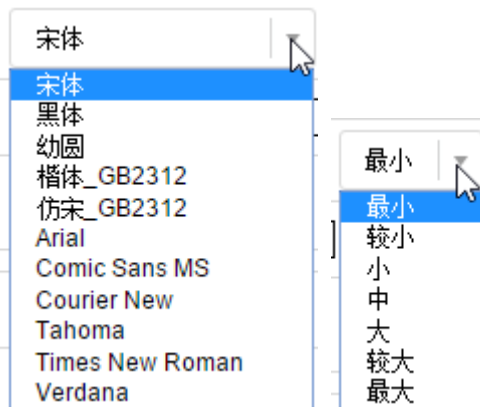 宋体
宋体
黑体
幼圆
楷体_GB2312
仿宋_GB2312
Arial
Comic Sans MS
Courier New
Tahoma
Times New Roman
Verdana
最小
最小
较小
小
中
大
较大
最大